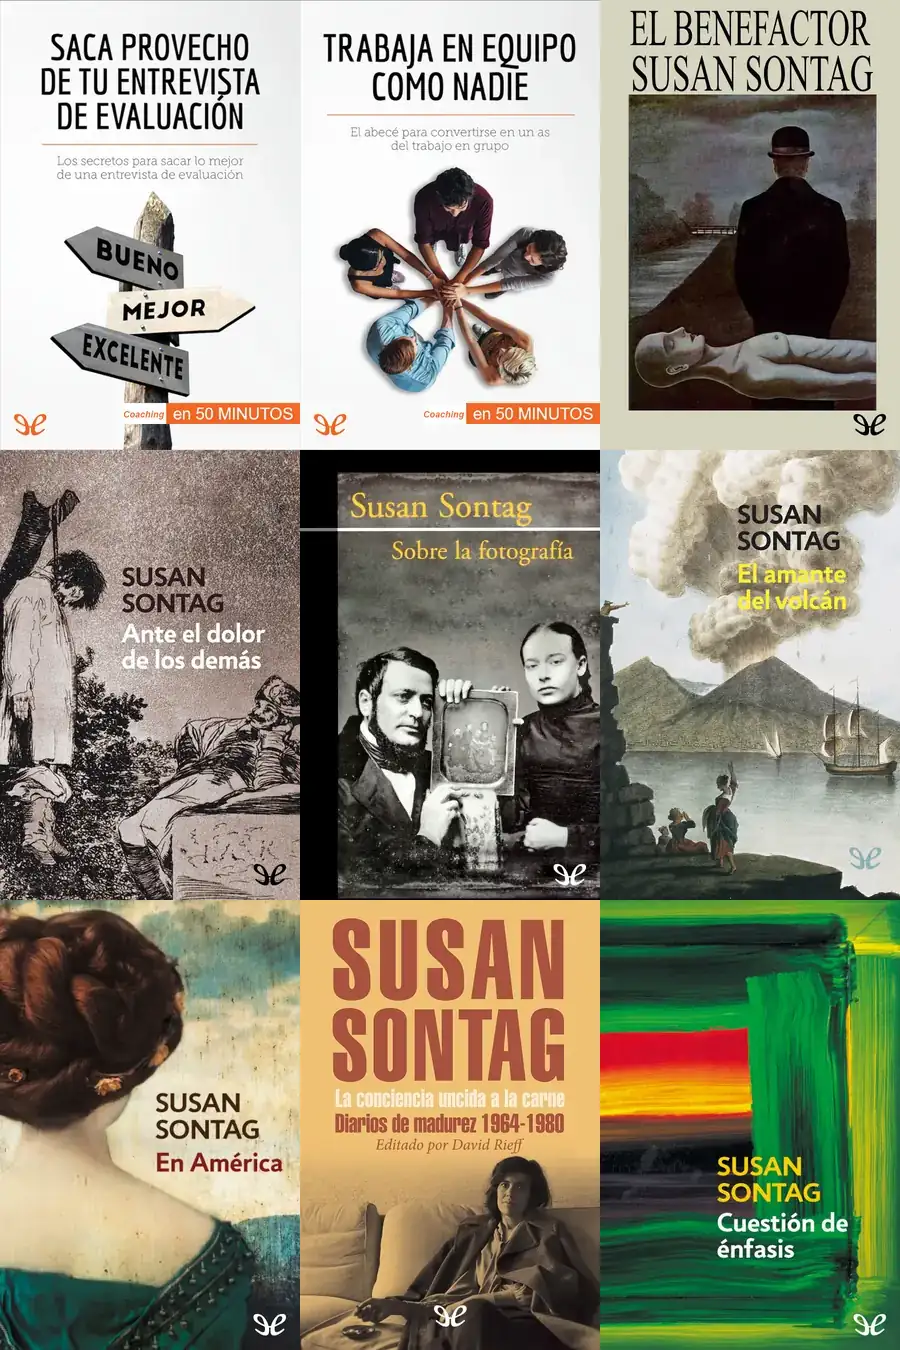 SACA PROVECHO
DE TU ENTREVISTA
DE EVALUACIÓN
Los secretos para sacar lo mejor
de una entrevista de evaluación
BUENO
MEJOR
EXCELENTE
Coaching en 50 MINUTOS
TRABAJA EN EQUIPO
COMO NADIE
El abecé para convertirse en un as
del trabajo en grupo
Coaching en 50 MINUTOS
EL BENEFACTOR
SUSAN SONTAG
SUSAN
SONTAG
Ante el dolor
de los demás
Susan Sontag
Sobre la fotografía
SUSAN
SONTAG
El amante
del volcán
SUSAN
SONTAG
En América
SUSAN
SONTAG
La conciencia uncida a la carne
Diarios de madurez 1964-1980
Editado por David Rieff
SUSAN
SONTAG
Cuestión de
énfasis